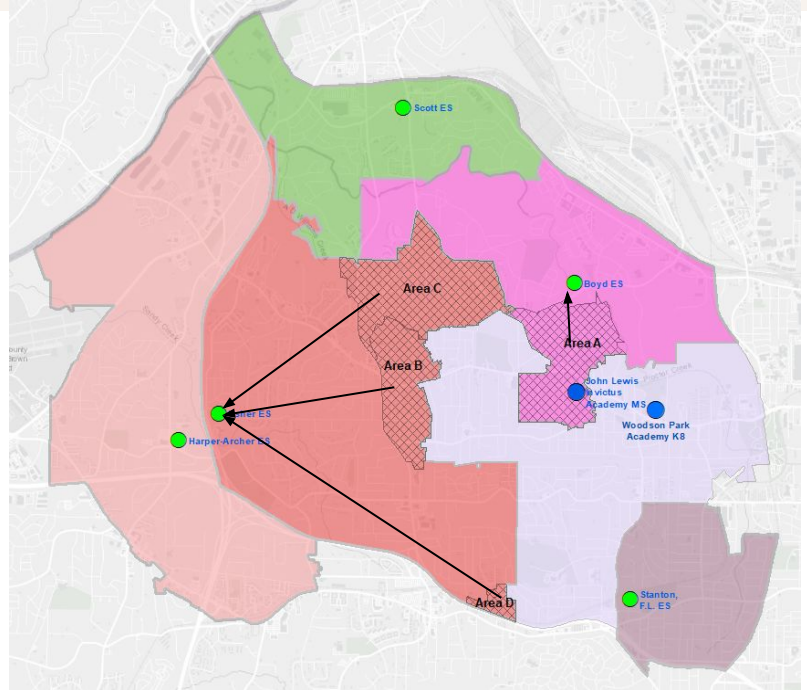 Scott ES
Boyd ES
Area C
Area A
Area B
John Lewis
Invictus
Academy MS
Woodson Park
Academy K8
Harper-Archer ES
Area D
Stanton,
F.L. ES